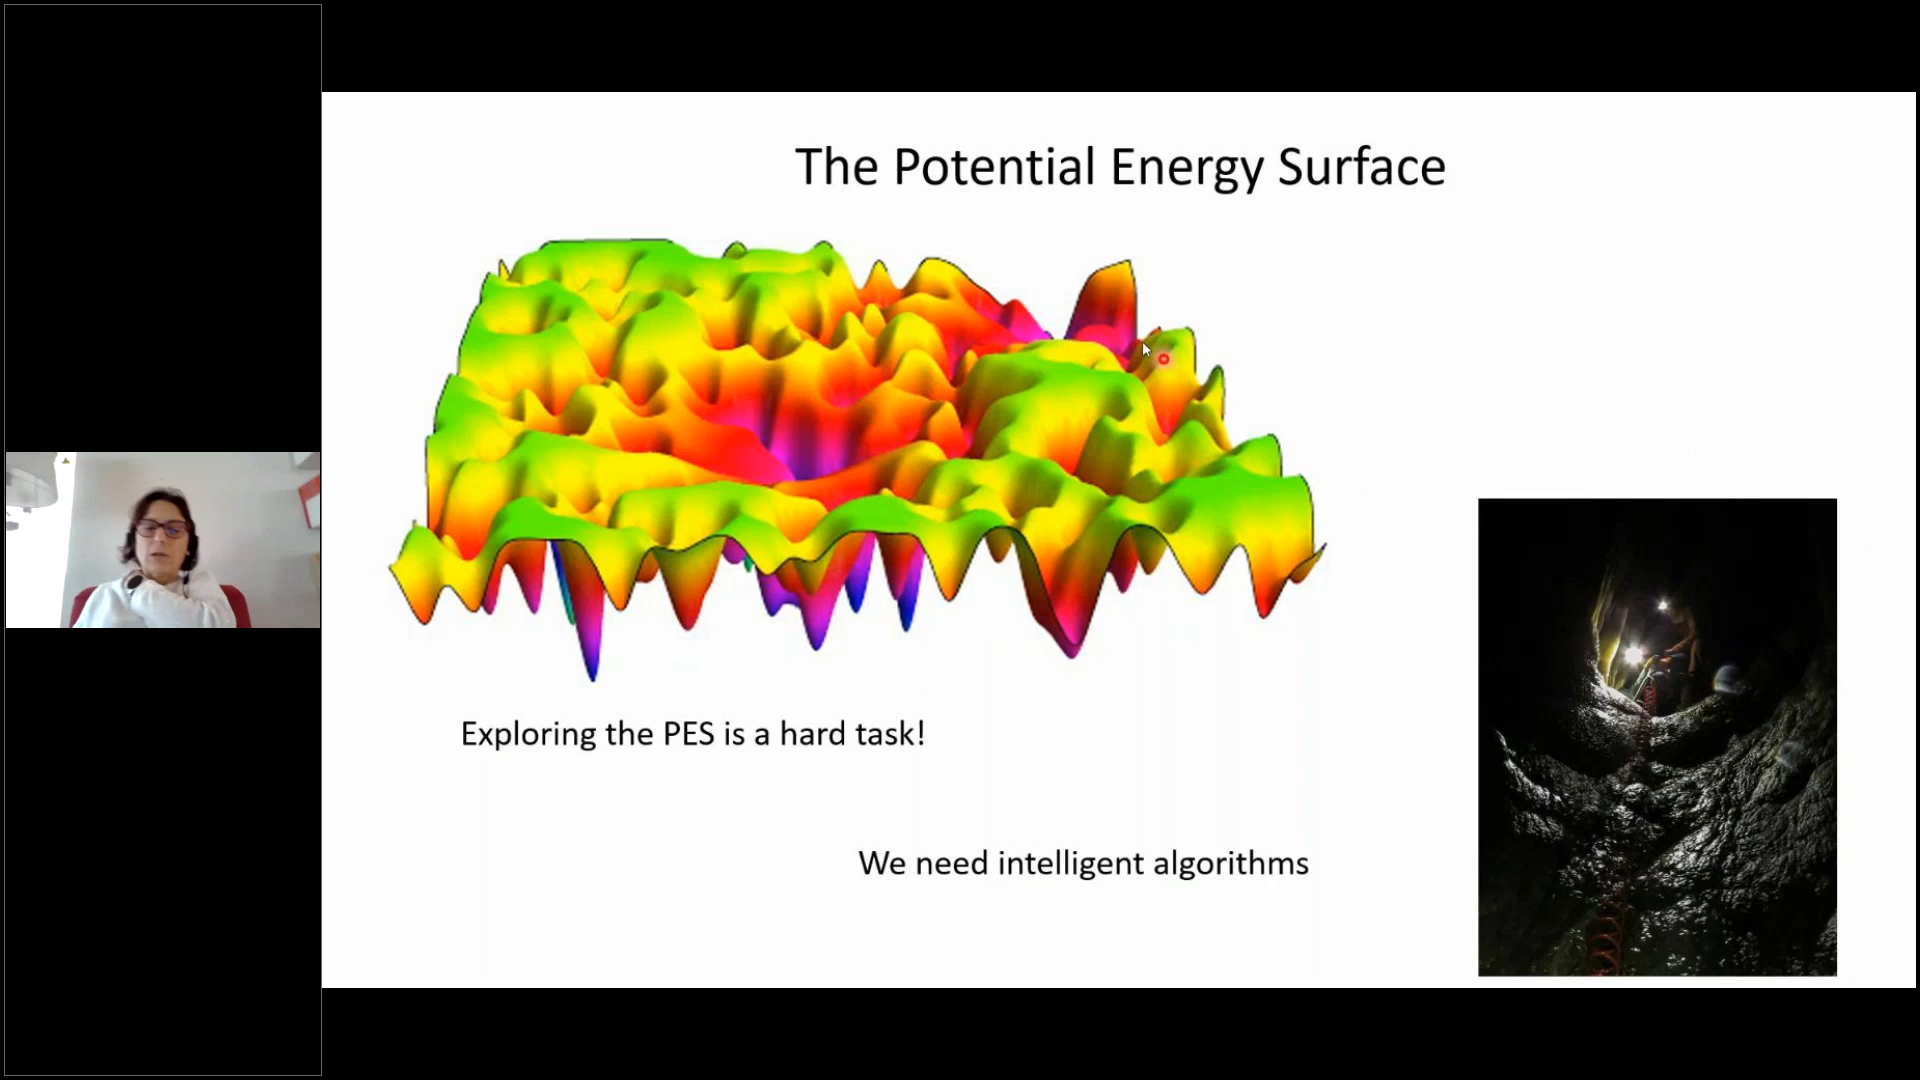 The Potential Energy Surface
Exploring the PES is a hard task!
We need intelligent algorithms